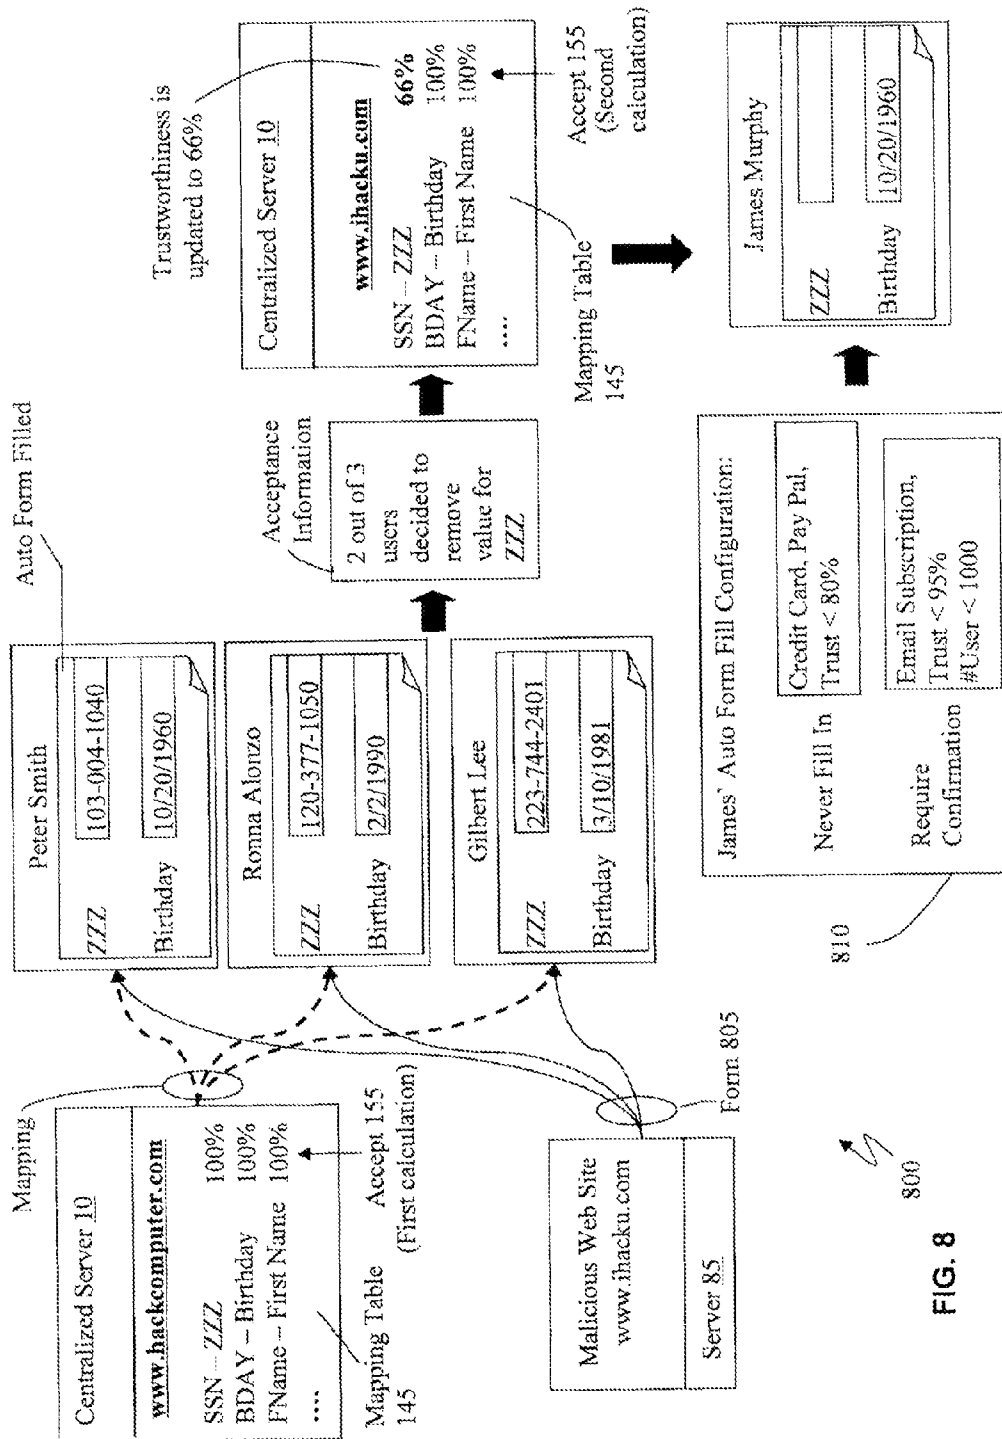 Mapping
Centralized Server 10
www.hackcomputer.com
SSN – ZZZ 100%
BDAY – Birthday 100%
FName – First Name 100%
....
Mapping Table
145
Accept 155
(First calculation)
Malicious Web Site
www.ihacku.com
Server 85
Form 805
800
FIG. 8
Auto Form Filled
Peter Smith
ZZZ 103-004-1040
Birthday 10/20/1960
Ronna Alonzo
ZZZ 120-377-1050
Birthday 2/2/1990
Gilbert Lee
ZZZ 223-744-2401
Birthday 3/10/1981
Acceptance
Information
2 out of 3
users
decided to
remove
value for
ZZZ
Trustworthiness is
updated to 66%
Centralized Server 10
www.ihacku.com
SSN – ZZZ 66%
BDAY – Birthday 100%
FName – First Name 100%
....
Mapping Table
145
Accept 155
(Second
calculation)
810
James' Auto Form Fill Configuration:
Never Fill In
Credit Card, Pay Pal,
Trust < 80%
Require
Confirmation
Email Subscription,
Trust < 95%
#User < 1000
James Murphy
ZZZ
Birthday 10/20/1960